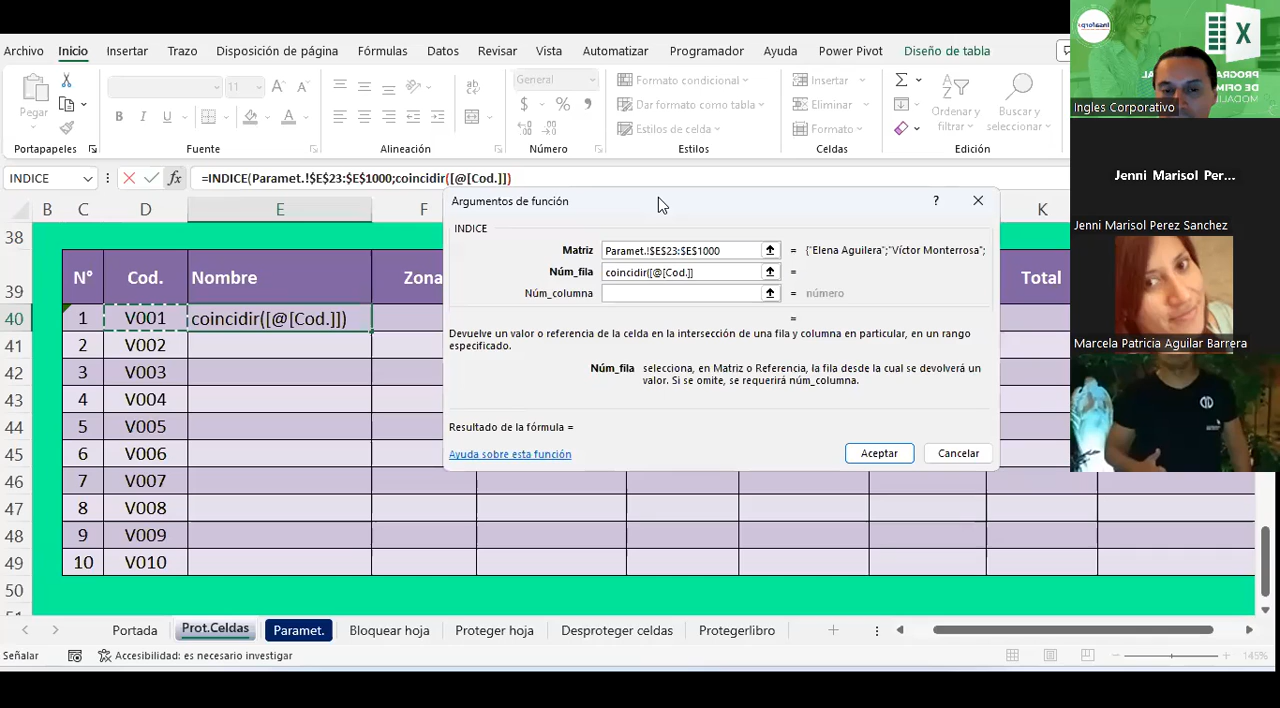 Archivo Inicio Insertar Trazo Disposición de página Fórmulas Datos Revisar Vista Automatizar Programador Ayuda Power Pivot Diseño de tabla
Pegar
11
General
Formato condicional
Dar formato como tabla
Estilos de celda
Insertar
Eliminar
Formato
Ordenar y filtrar
Buscar y seleccionar
Portapapeles Fuente Alineación Número Estilos Celdas Edición
INDICE
=INDICE(Paramet.!$E$23:$E$1000;coincidir([@[Cod.]])
B C D E F K
38
39 N° Cod. Nombre Zona Total
40 1 V001 coincidir([@[Cod.]])
41 2 V002
42 3 V003
43 4 V004
44 5 V005
45 6 V006
46 7 V007
47 8 V008
48 9 V009
49 10 V010
50
Argumentos de función ?
INDICE
Matriz Paramet.!$E$23:$E$1000 = {"Elena Aguilera";"Víctor Monterrosa";
Núm_fila coincidir([@[Cod.]] =
Núm_columna = número
=
Devuelve un valor o referencia de la celda en la intersección de una fila y columna en particular, en un rango
especificado.
Núm_fila selecciona, en Matriz o Referencia, la fila desde la cual se devolverá un
valor. Si se omite, se requerirá núm_columna.
Resultado de la fórmula =
Ayuda sobre esta función
Aceptar Cancelar
Portada Prot.Celdas Paramet. Bloquear hoja Proteger hoja Desproteger celdas Protegerlibro
Señalar Accesibilidad: es necesario investigar 145%
Ingles Corporativo
Jenni Marisol Per...
Jenni Marisol Perez Sanchez
Marcela Patricia Aguilar Barrera